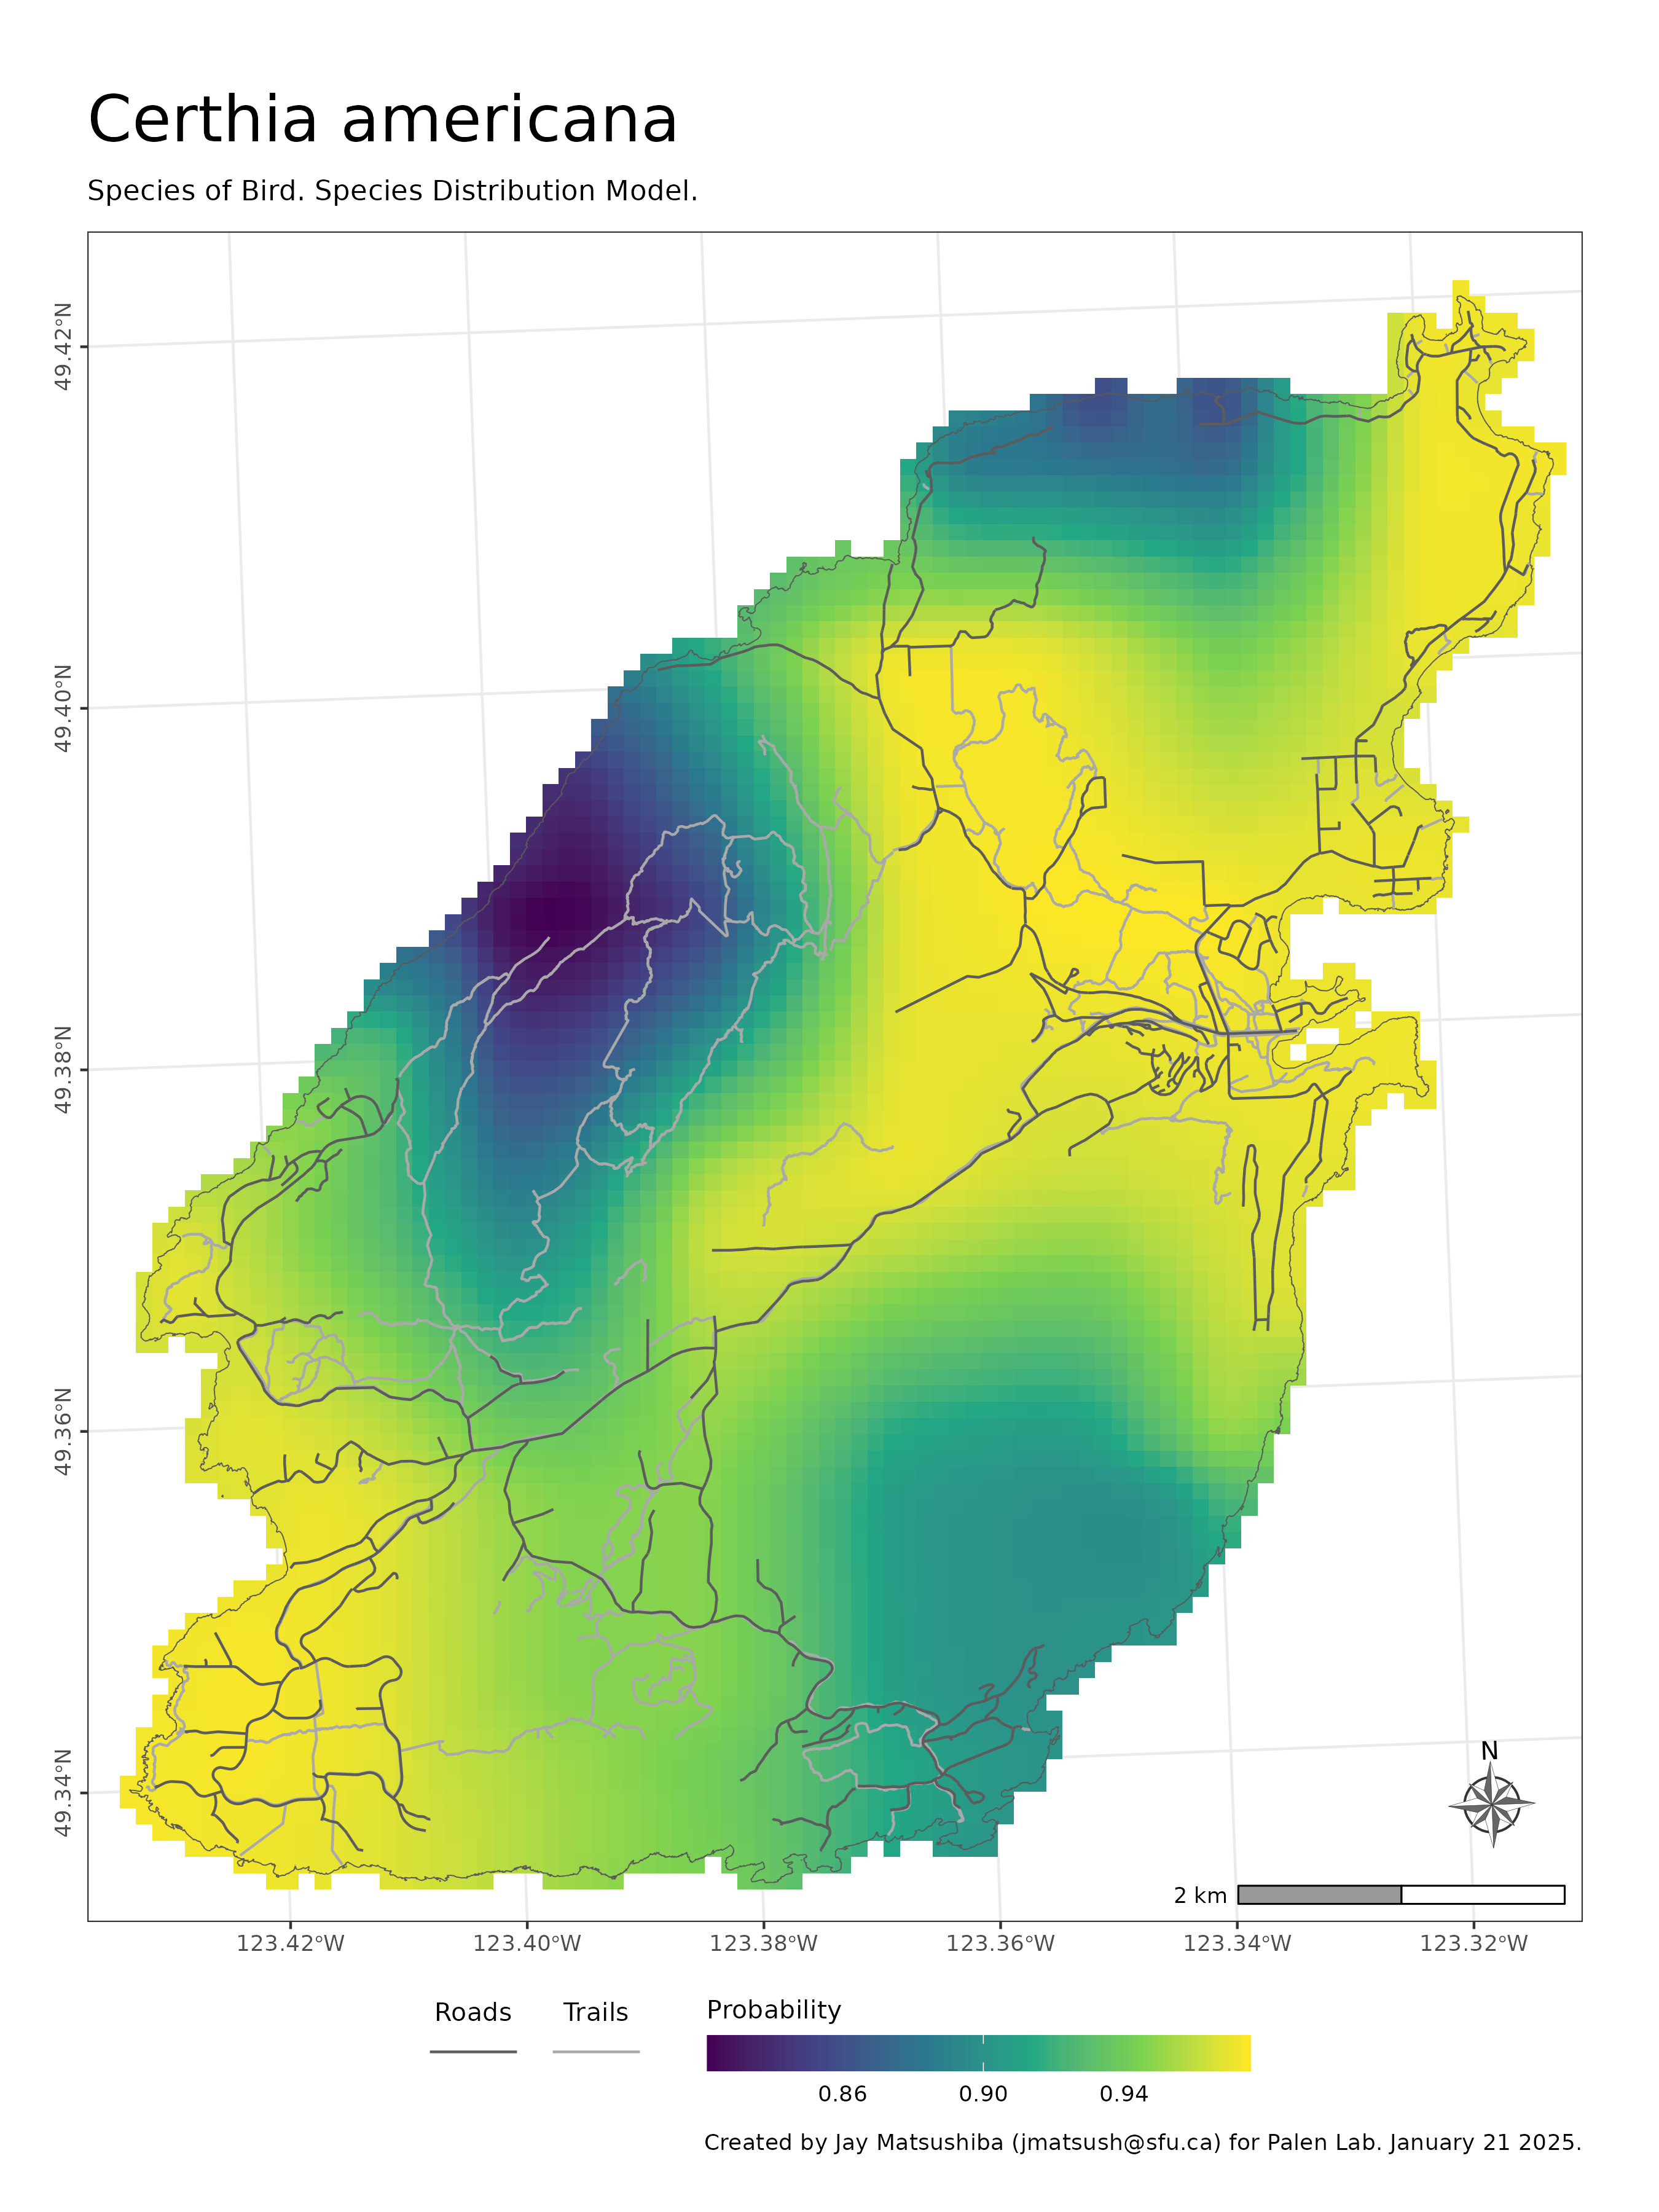 Certhia americana
Species of Bird. Species Distribution Model.
49.42°N
49.40°N
49.38°N
49.36°N
49.34°N
N
2 km
123.42°W 123.40°W 123.38°W 123.36°W 123.34°W 123.32°W
Roads Trails Probability
0.86 0.90 0.94
Created by Jay Matsushiba (jmatsush@sfu.ca) for Palen Lab. January 21 2025.